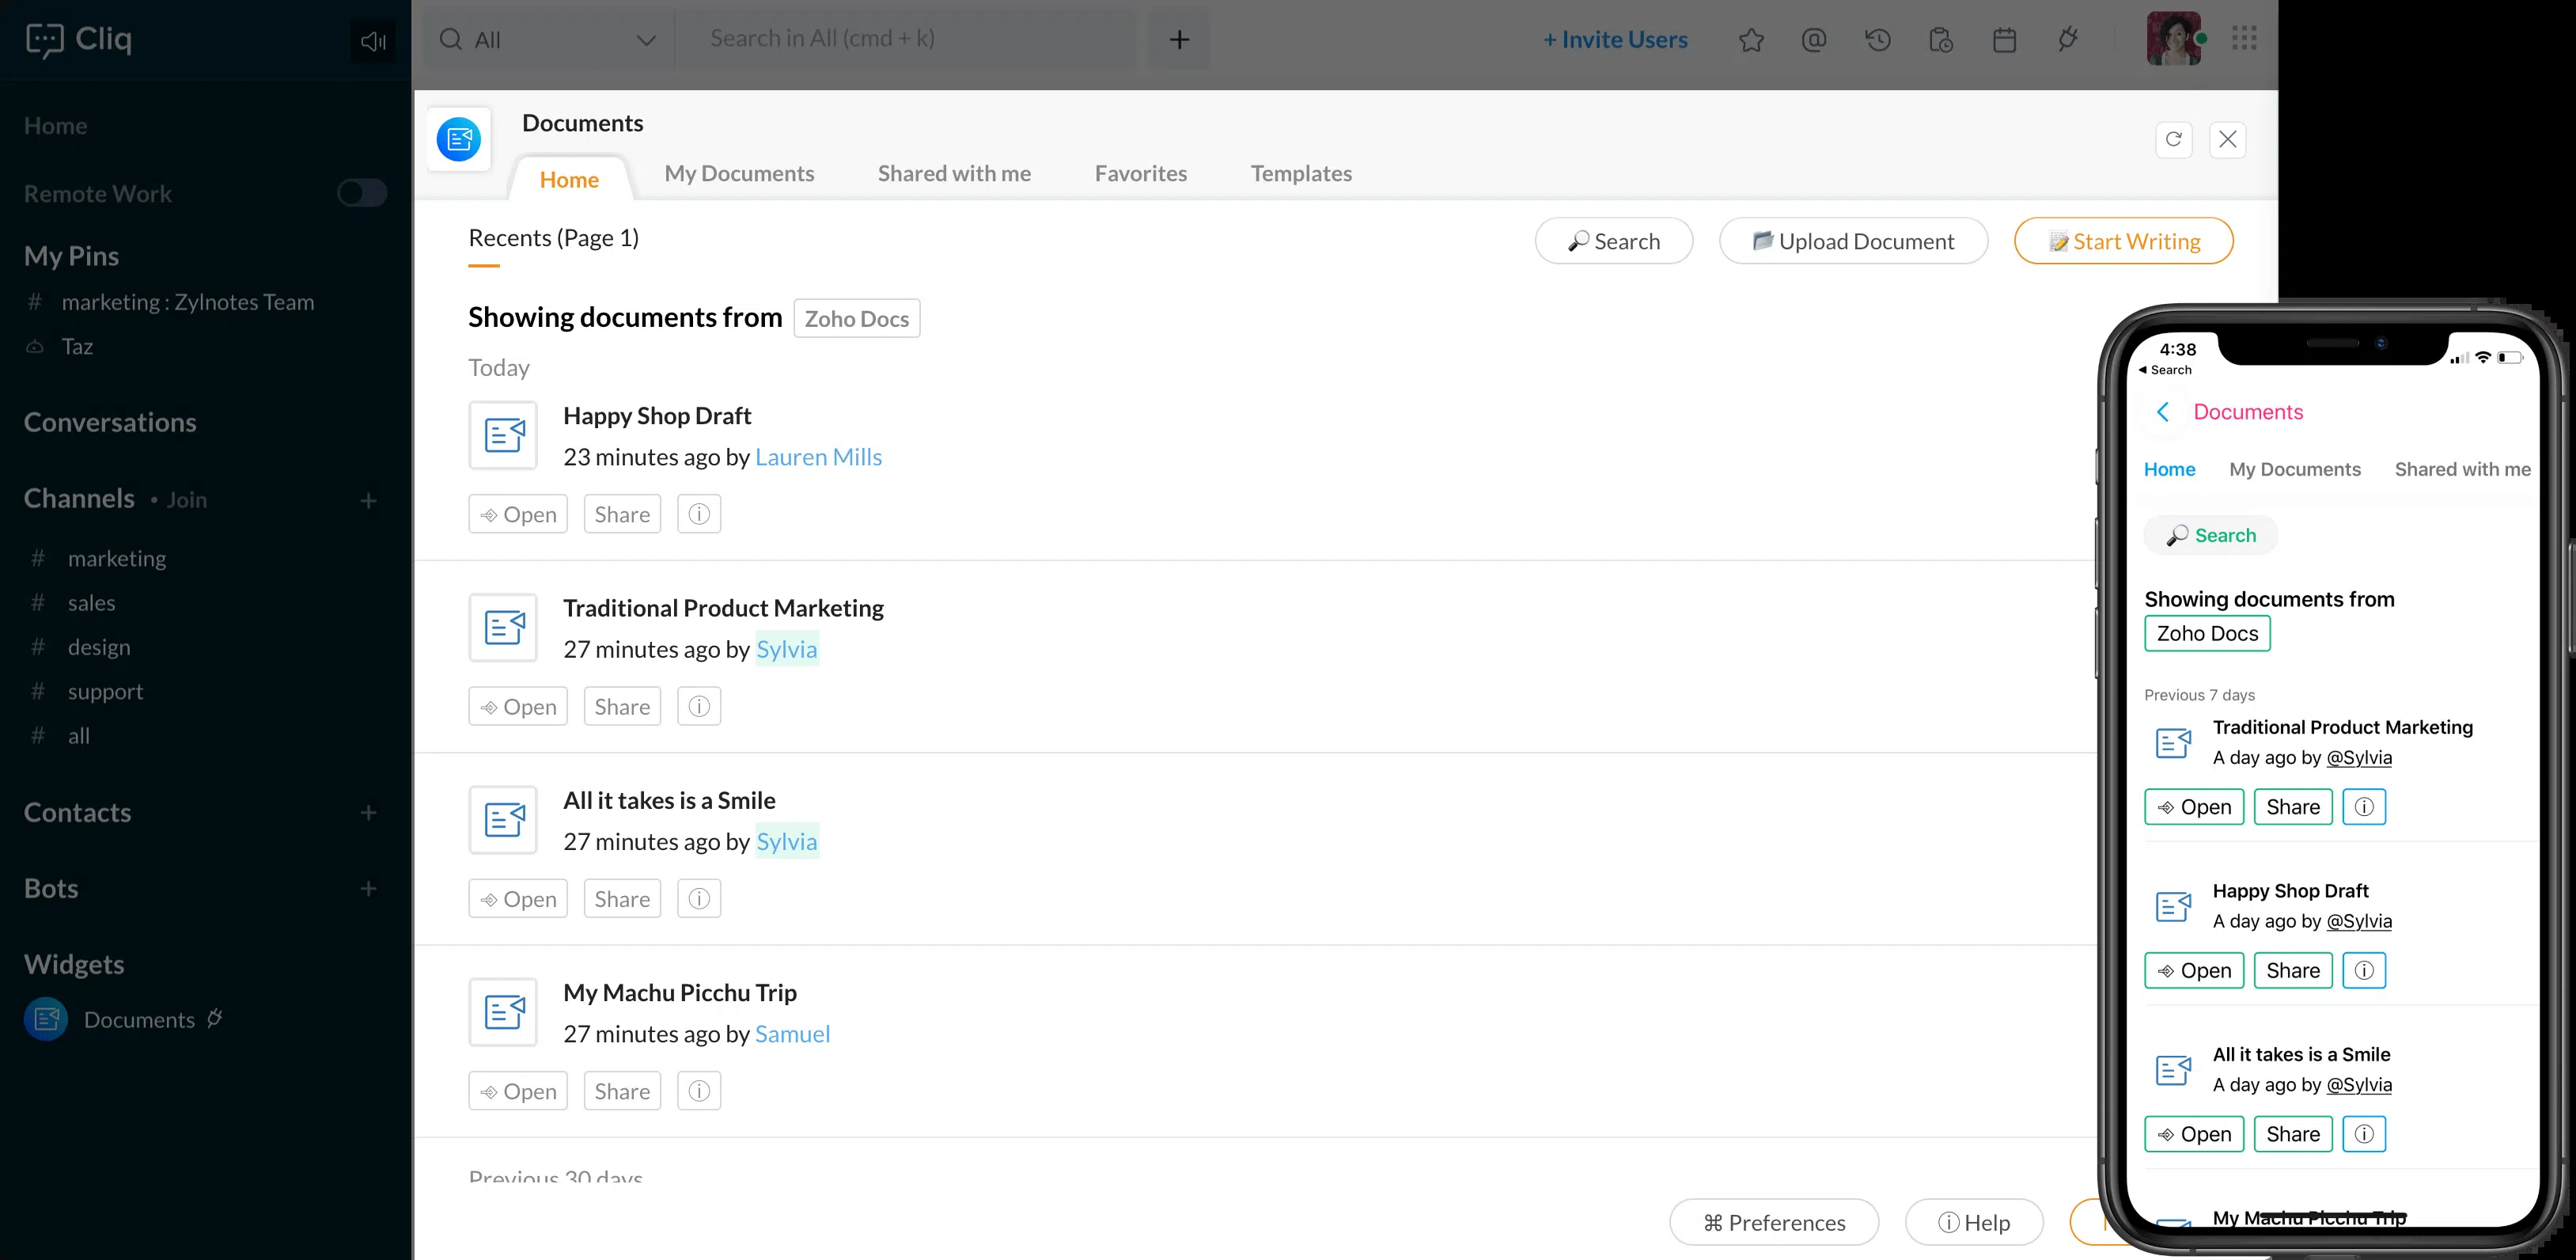 Cliq
All
Search in All (cmd + k)
+ Invite Users
Home
Remote Work
My Pins
# marketing : Zylnotes Team
Taz
Conversations
Channels • Join
# marketing
# sales
# design
# support
# all
Contacts
Bots
Widgets
Documents
Documents
Home My Documents Shared with me Favorites Templates
Recents (Page 1)
Search Upload Document Start Writing
Showing documents from Zoho Docs
Today
Happy Shop Draft
23 minutes ago by Lauren Mills
Open Share
Traditional Product Marketing
27 minutes ago by Sylvia
Open Share
All it takes is a Smile
27 minutes ago by Sylvia
Open Share
My Machu Picchu Trip
27 minutes ago by Samuel
Open Share
Previous 30 days
⌘ Preferences Help
4:38
Search
Documents
Home My Documents Shared with me
Search
Showing documents from
Zoho Docs
Previous 7 days
Traditional Product Marketing
A day ago by @Sylvia
Open Share
Happy Shop Draft
A day ago by @Sylvia
Open Share
All it takes is a Smile
A day ago by @Sylvia
Open Share
My Machu Picchu Trip